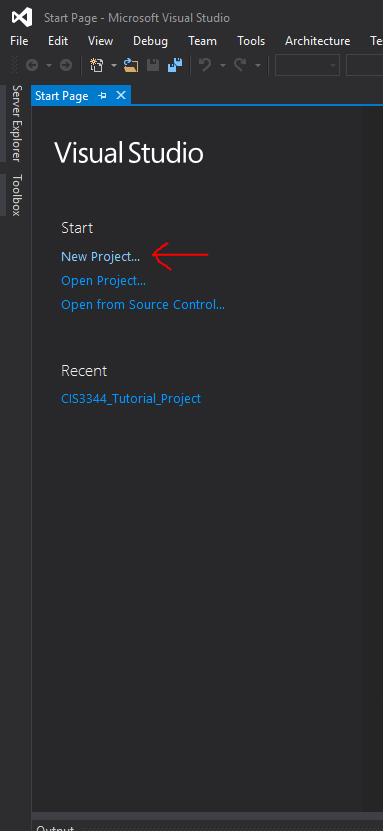 Start Page - Microsoft Visual Studio
File Edit View Debug Team Tools Architecture Te
Server Explorer
Toolbox
Start Page
Visual Studio
Start
New Project...
Open Project...
Open from Source Control...
Recent
CIS3344_Tutorial_Project
Output